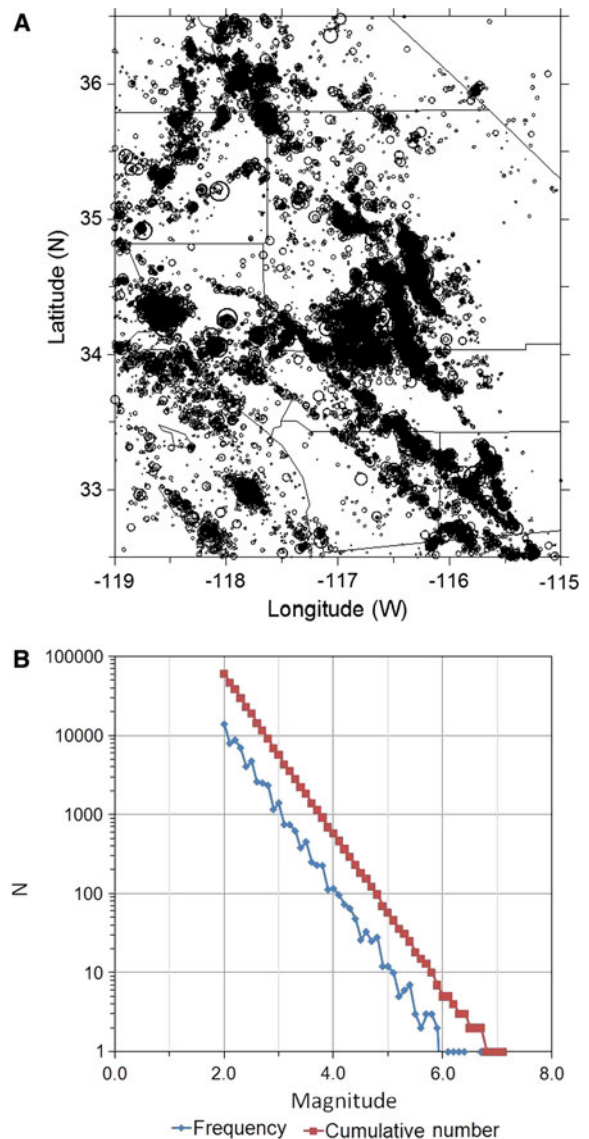 A
36
35
34
33
Latitude (N)
-119
-118
-117
-116
-115
Longitude (W)
B
100000
10000
1000
100
10
1
N
0.0
2.0
4.0
6.0
8.0
Magnitude
Frequency
Cumulative number